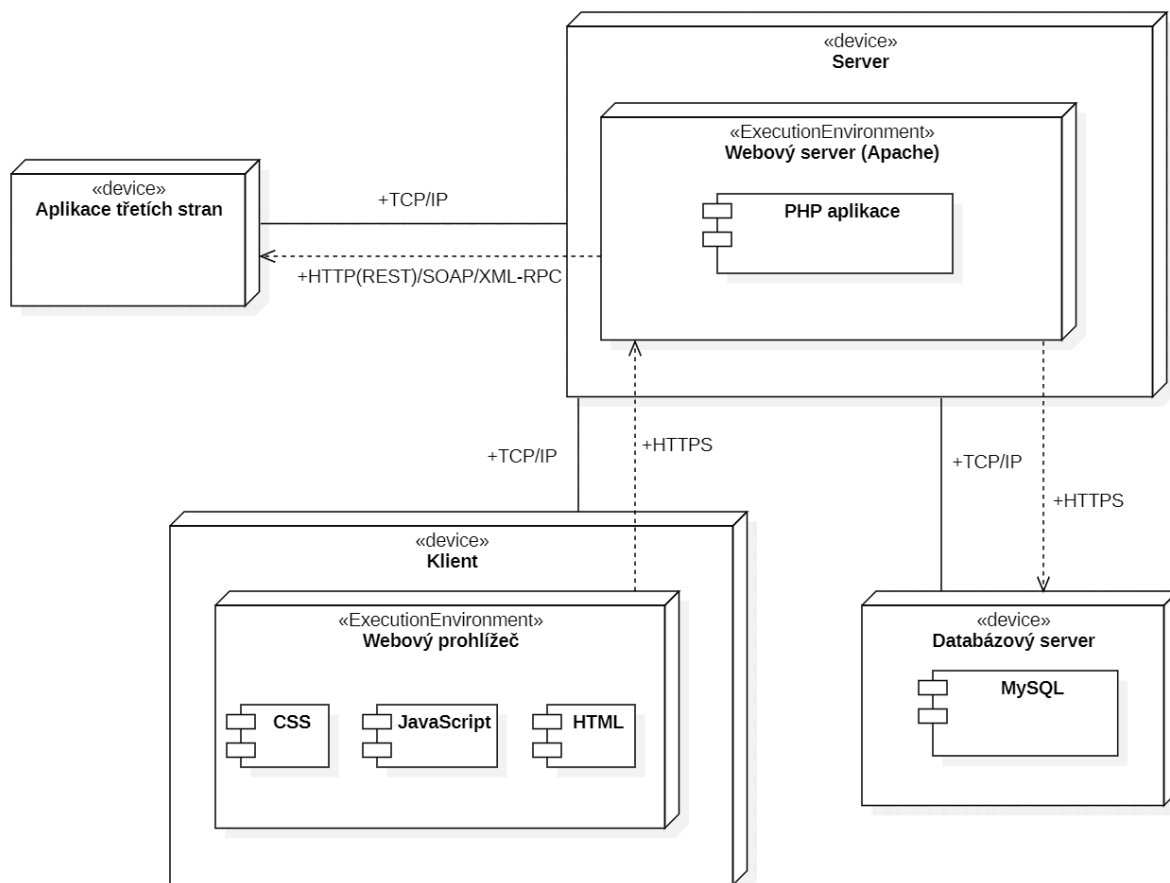 «device»
Server
«ExecutionEnvironment»
Webový server (Apache)
PHP aplikace
«device»
Aplikace třetích stran
+TCP/IP
+HTTP(REST)/SOAP/XML-RPC
+TCP/IP
+HTTPS
+TCP/IP
+HTTPS
«device»
Klient
«ExecutionEnvironment»
Webový prohlížeč
CSS
JavaScript
HTML
«device»
Databázový server
MySQL